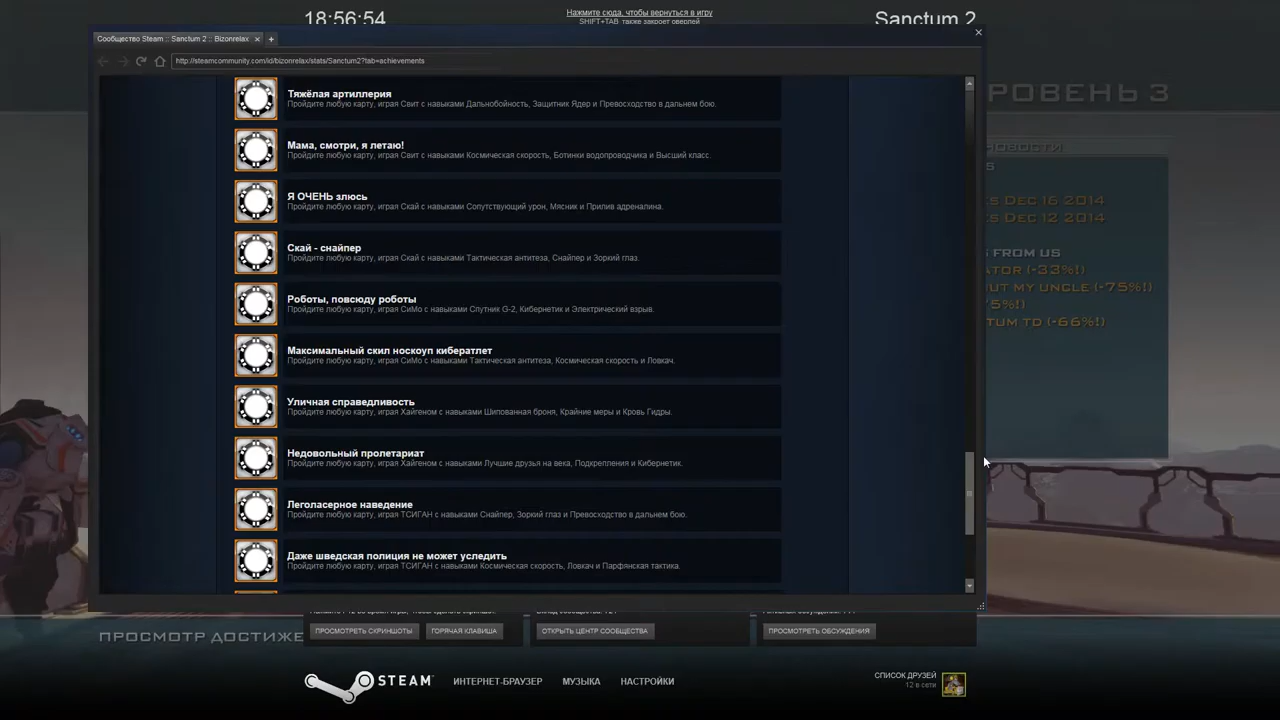 18:56:54
Нажмите сюда, чтобы вернуться в игру
SHIFT+TAB также закроет оверлей
Sanctum 2
Сообщество Steam :: Sanctum 2 :: Bizonrelax
http://steamcommunity.com/id/bizonrelax/stats/Sanctum2?tab=achievements
Тяжёлая артиллерия
Пройдите любую карту, играя Свит с навыками Дальнобойность, Защитник Ядер и Превосходство в дальнем бою.
Мама, смотри, я летаю!
Пройдите любую карту, играя Свит с навыками Космическая скорость, Ботинки водопроводчика и Высший класс.
Я ОЧЕНЬ злюсь
Пройдите любую карту, играя Скай с навыками Сопутствующий урон, Мясник и Прилив адреналина.
Скай - снайпер
Пройдите любую карту, играя Скай с навыками Тактическая антитеза, Снайпер и Зоркий глаз.
Роботы, повсюду роботы
Пройдите любую карту, играя СиМо с навыками Спутник G-2, Кибернетик и Электрический взрыв.
Максимальный скил носкоуп кибератлет
Пройдите любую карту, играя СиМо с навыками Тактическая антитеза, Космическая скорость и Ловкач.
Уличная справедливость
Пройдите любую карту, играя Хайгеном с навыками Шипованная броня, Крайние меры и Кровь Гидры.
Недовольный пролетариат
Пройдите любую карту, играя Хайгеном с навыками Лучшие друзья на века, Подкрепления и Кибернетик.
Леголасерное наведение
Пройдите любую карту, играя ТСИГАН с навыками Снайпер, Зоркий глаз и Превосходство в дальнем бою.
Даже шведская полиция не может уследить
Пройдите любую карту, играя ТСИГАН с навыками Космическая скорость, Ловкач и Парфянская тактика.
РОВЕНЬ 3
НОВОСТИ
S
ES DEC 16 2014
ES DEC 12 2014
S FROM US
ATOR (-33%!)
NUT MY UNCLE (-75%!)
75%!)
TUM TD (-66%!)
ПРОСМОТР ДОСТИЖЕ
ПРОСМОТРЕТЬ СКРИНШОТЫ
ГОРЯЧАЯ КЛАВИША
ОТКРЫТЬ ЦЕНТР СООБЩЕСТВА
ПРОСМОТРЕТЬ ОБСУЖДЕНИЯ
STEAM
ИНТЕРНЕТ-БРАУЗЕР
МУЗЫКА
НАСТРОЙКИ
СПИСОК ДРУЗЕЙ
12 в сети